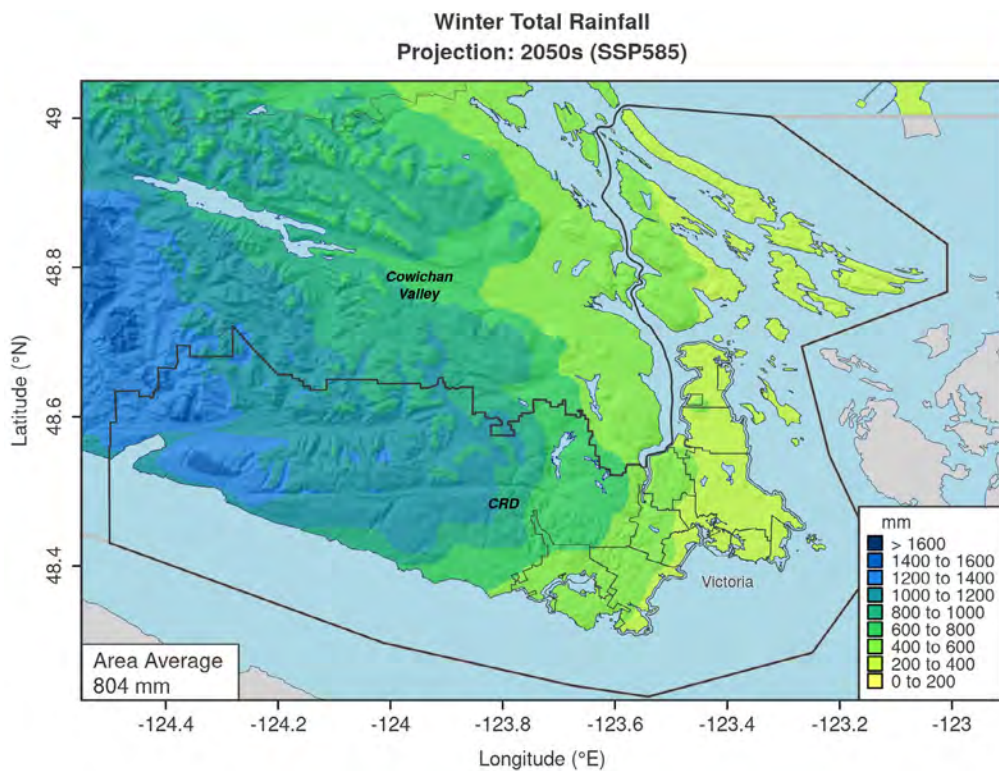 Winter Total Rainfall
Projection: 2050s (SSP585)
49
48.8
48.6
48.4
Latitude (°N)
Cowichan
Valley
CRD
Victoria
mm
> 1600
1400 to 1600
1200 to 1400
1000 to 1200
800 to 1000
600 to 800
400 to 600
200 to 400
0 to 200
Area Average
804 mm
-124.4
-124.2
-124
-123.8
-123.6
-123.4
-123.2
-123
Longitude (°E)